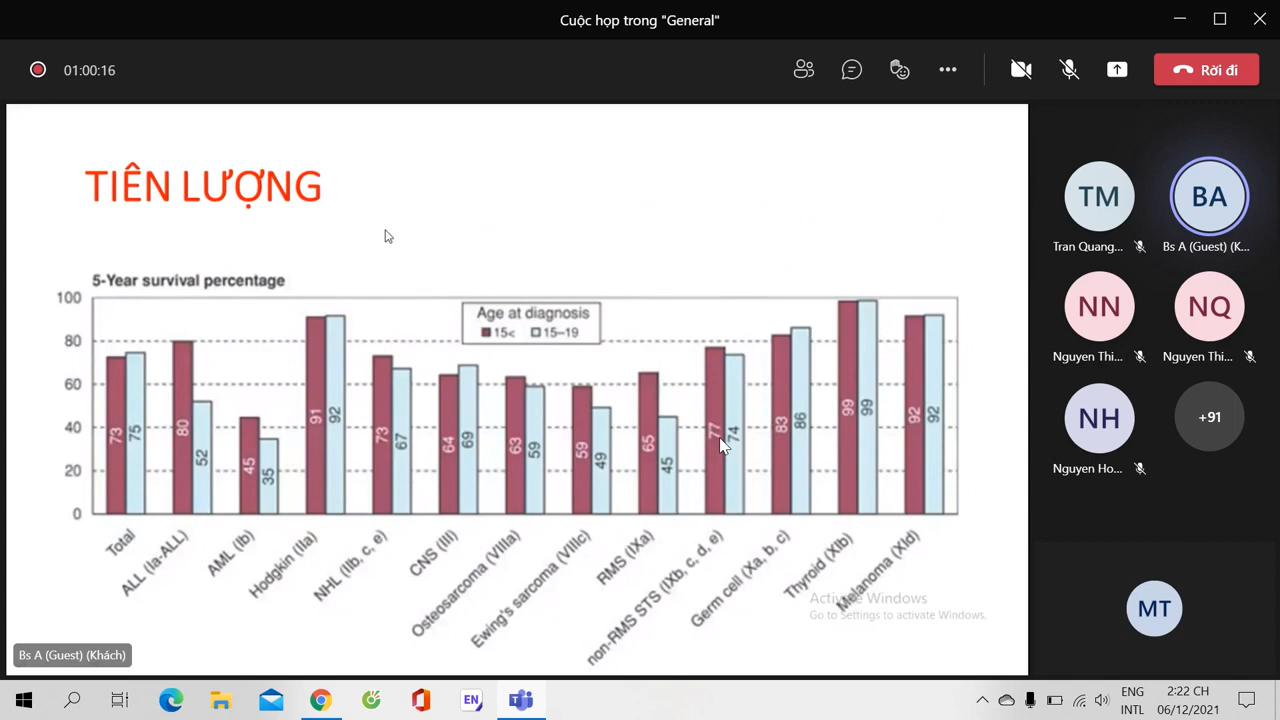 Cuộc họp trong "General"
01:00:16
Rời đi
TIÊN LƯỢNG
5-Year survival percentage
Age at diagnosis
15< 15–19
100
80
60
40
20
0
73 75 80 52 45 35 91 92 73 67 64 69 63 59 59 49 65 45 77 74 83 86 99 99 92 92
Total
ALL (Ia-ALL)
AML (Ib)
Hodgkin (IIa)
NHL (IIb, c, e)
CNS (III)
Osteosarcoma (VIIIa)
Ewing's sarcoma (VIIIc)
RMS (IXa)
non-RMS STS (IXb, c, d, e)
Germ cell (Xa, b, c)
Thyroid (XIb)
Melanoma (XId)
Activate Windows
Go to Settings to activate Windows.
Bs A (Guest) (Khách)
TM BA
Tran Quang... Bs A (Guest) (K...
NN NQ
Nguyen Thi... Nguyen Thi...
NH +91
Nguyen Ho...
MT
EN
ENG
INTL
2:22 CH
06/12/2021